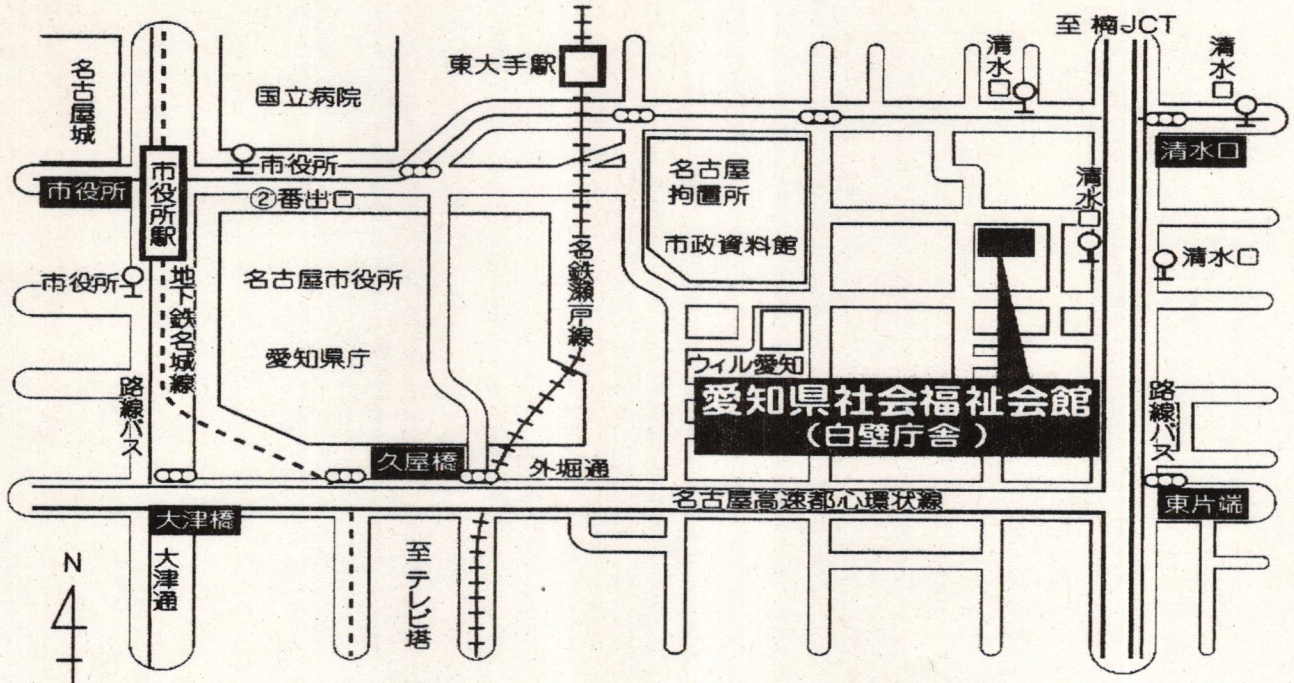 至 楠JCT
名古屋城
国立病院
東大手駅
清水口
清水口
市役所
市役所駅
市役所
②番出口
名古屋
拘置所
市政資料館
清水口
清水口
清水口
市役所
地下鉄名城線
名古屋市役所
愛知県庁
名鉄瀬戸線
ウィル愛知
愛知県社会福祉会館
(白壁庁舎)
路線バス
路線バス
久屋橋
外堀通
名古屋高速都心環状線
東片端
大津橋
大津通
至 テレビ塔
N